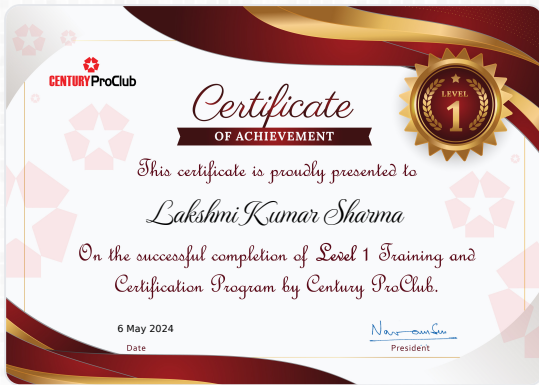 CENTURY ProClub
Certificate
OF ACHIEVEMENT
LEVEL
1
This certificate is proudly presented to
Lakshmi Kumar Sharma
On the successful completion of Level 1 Training and
Certification Program by Century ProClub.
6 May 2024
Date
President